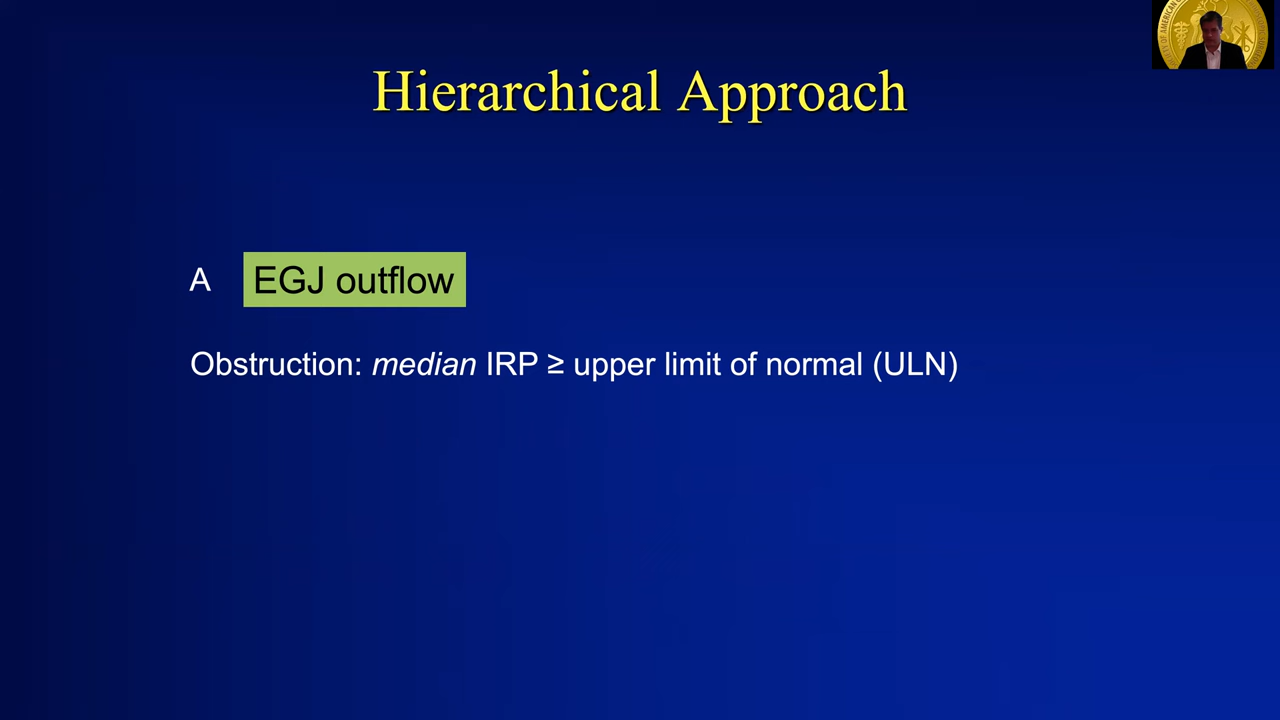 Hierarchical Approach
A EGJ outflow
Obstruction: median IRP ≥ upper limit of normal (ULN)